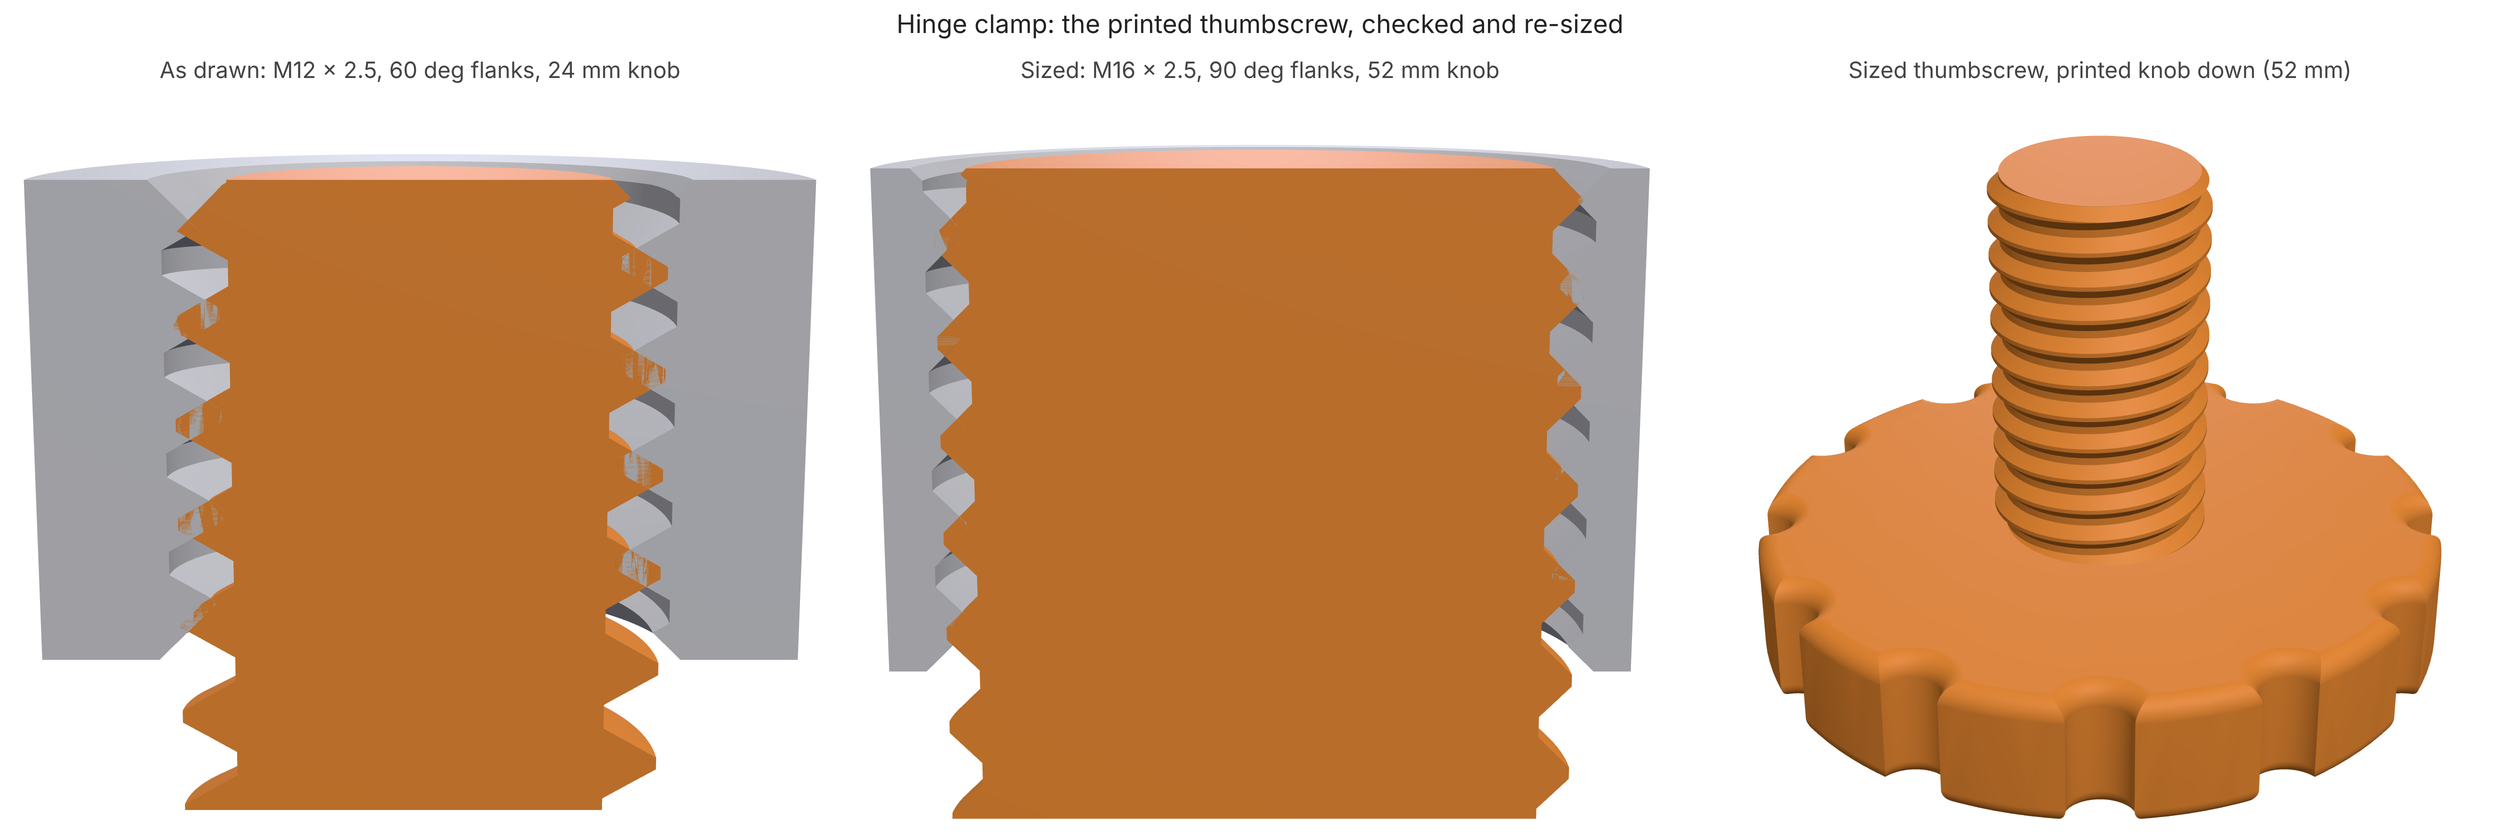 Hinge clamp: the printed thumbscrew, checked and re-sized
As drawn: M12 × 2.5, 60 deg flanks, 24 mm knob
Sized: M16 × 2.5, 90 deg flanks, 52 mm knob
Sized thumbscrew, printed knob down (52 mm)